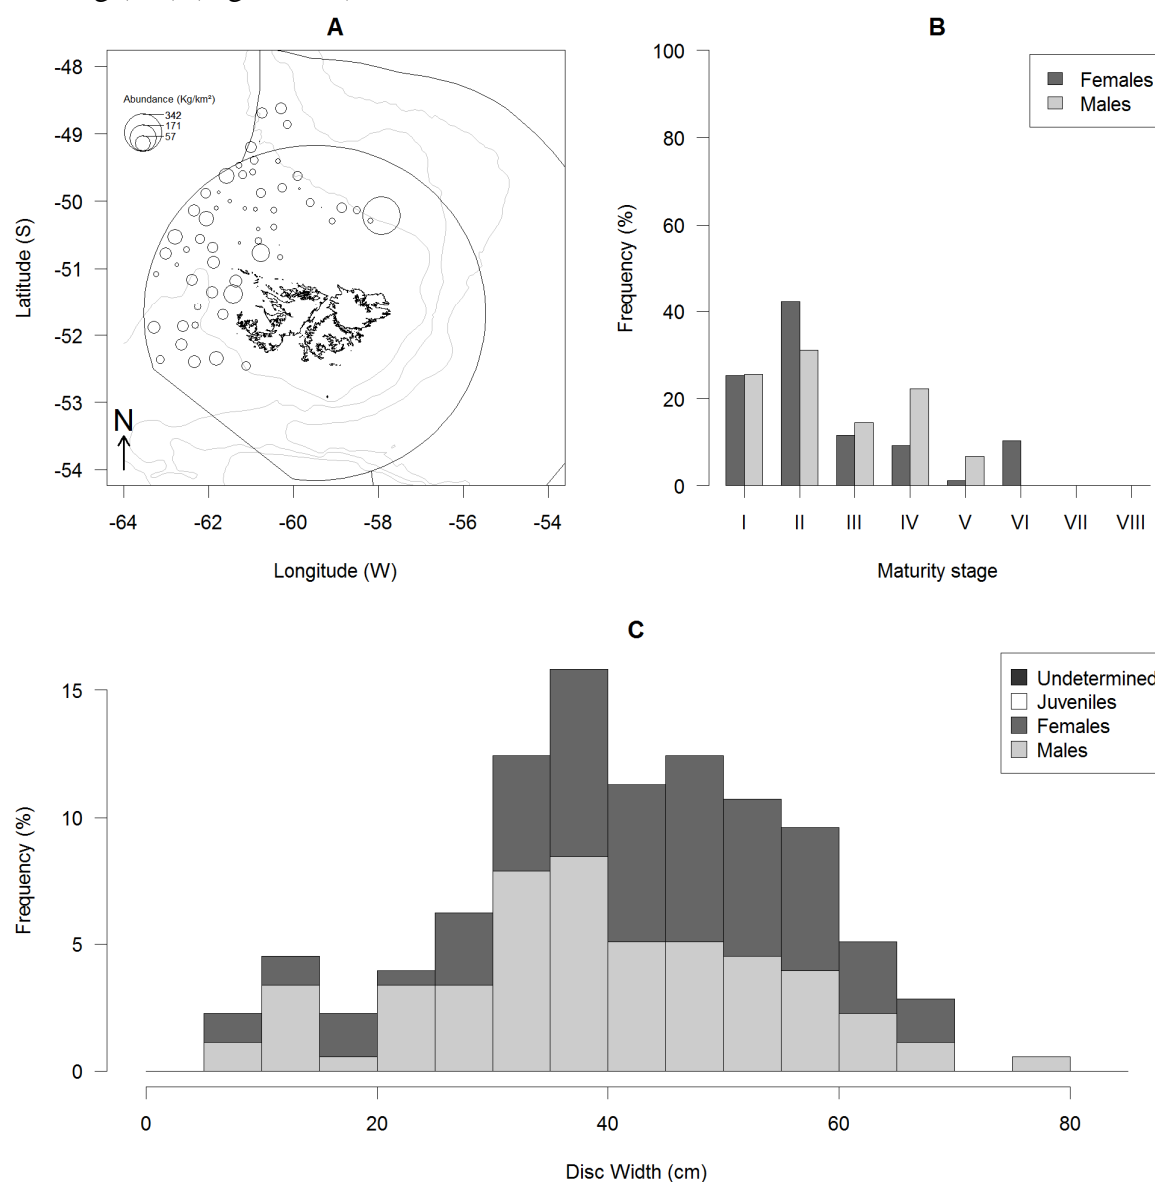 A
-48
-49
-50
-51
-52
-53
-54
Latitude (S)
Abundance (Kg/km²)
342
171
57
N
-64 -62 -60 -58 -56 -54
Longitude (W)
B
100
80
60
40
20
0
Frequency (%)
Females
Males
I II III IV V VI VII VIII
Maturity stage
C
15
10
5
0
Frequency (%)
Undetermined
Juveniles
Females
Males
0 20 40 60 80
Disc Width (cm)